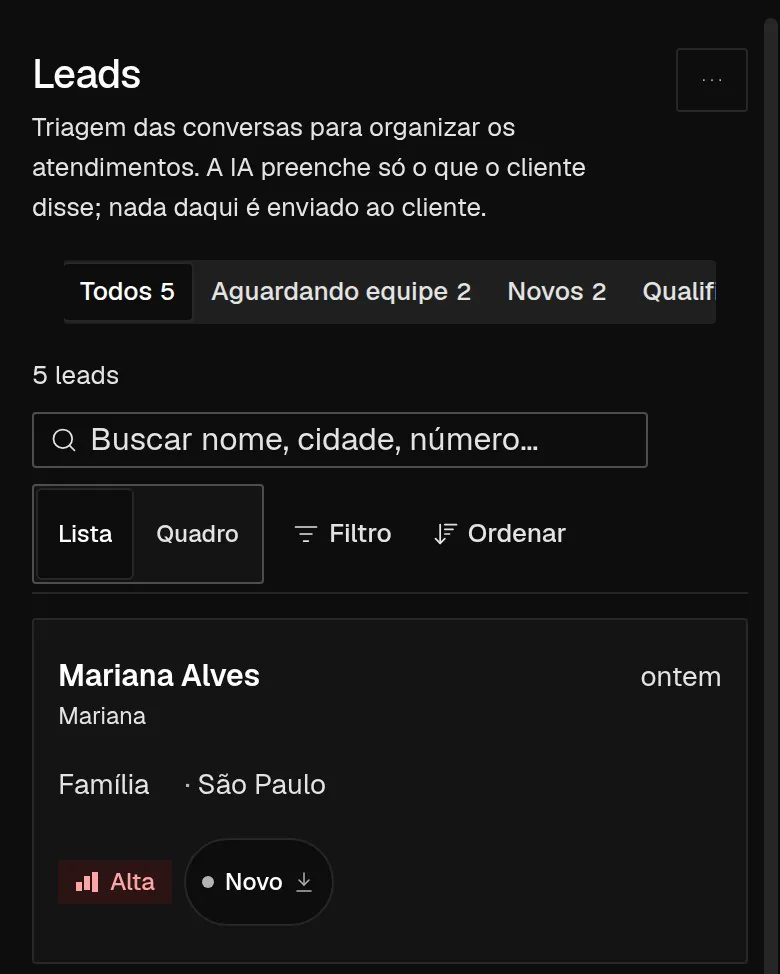 Leads
...
Triagem das conversas para organizar os
atendimentos. A IA preenche só o que o cliente
disse; nada daqui é enviado ao cliente.
Todos 5 Aguardando equipe 2 Novos 2 Qualifi
5 leads
Buscar nome, cidade, número...
Lista Quadro Filtro Ordenar
Mariana Alves ontem
Mariana
Família · São Paulo
Alta Novo